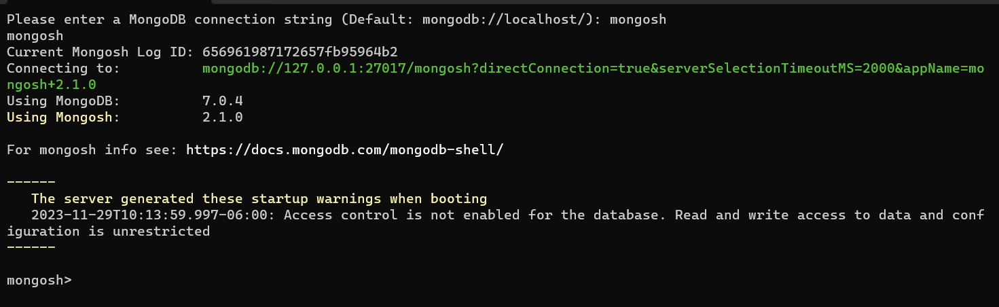 Please enter a MongoDB connection string (Default: mongodb://localhost/): mongosh
mongosh
Current Mongosh Log ID: 656961987172657fb95964b2
Connecting to:          mongodb://127.0.0.1:27017/mongosh?directConnection=true&serverSelectionTimeoutMS=2000&appName=mo
ngosh+2.1.0
Using MongoDB:          7.0.4
Using Mongosh:          2.1.0
For mongosh info see: https://docs.mongodb.com/mongodb-shell/
------
   The server generated these startup warnings when booting
   2023-11-29T10:13:59.997-06:00: Access control is not enabled for the database. Read and write access to data and conf
iguration is unrestricted
------
mongosh>